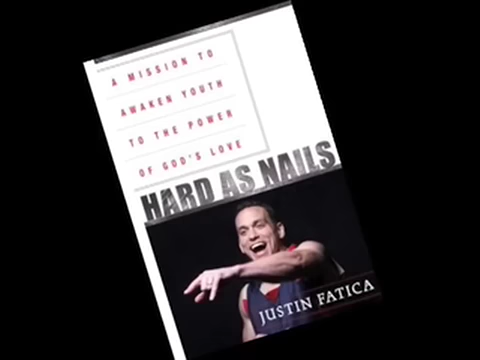 A MISSION TO
AWAKEN YOUTH
TO THE POWER
OF GOD'S LOVE
HARD AS NAILS
JUSTIN FATICA